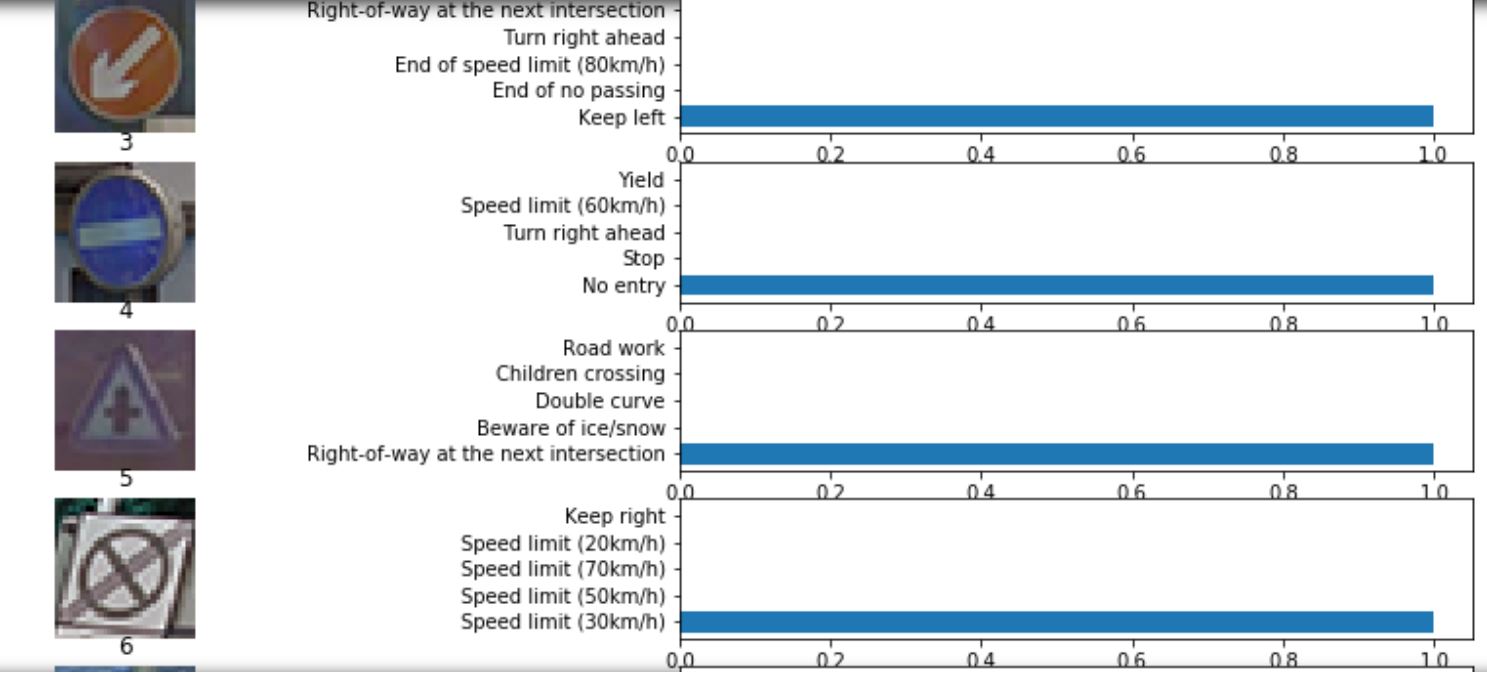 Right-of-way at the next intersection
Turn right ahead
End of speed limit (80km/h)
End of no passing
Keep left
3
0.0 0.2 0.4 0.6 0.8 1.0
Yield
Speed limit (60km/h)
Turn right ahead
Stop
No entry
4
0.0 0.2 0.4 0.6 0.8 1.0
Road work
Children crossing
Double curve
Beware of ice/snow
Right-of-way at the next intersection
5
0.0 0.2 0.4 0.6 0.8 1.0
Keep right
Speed limit (20km/h)
Speed limit (70km/h)
Speed limit (50km/h)
Speed limit (30km/h)
6
0.0 0.2 0.4 0.6 0.8 1.0